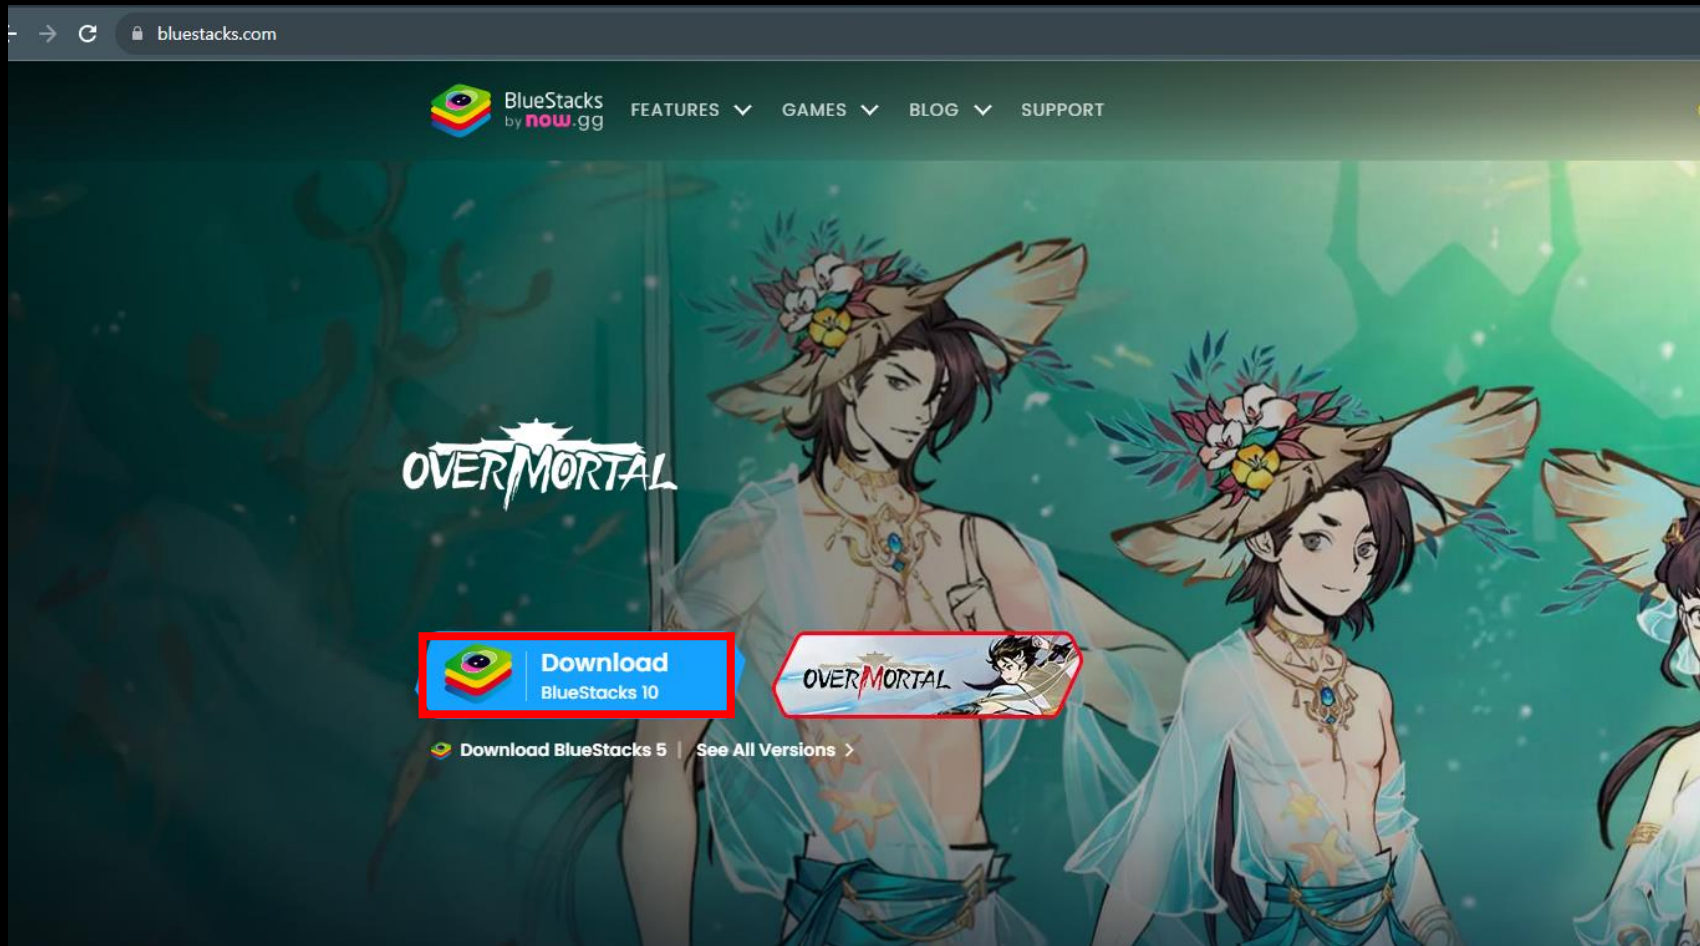 bluestacks.com
BlueStacks
by now.gg
FEATURES
GAMES
BLOG
SUPPORT
OVERMORTAL
Download
BlueStacks 10
OVERMORTAL
Download BlueStacks 5 | See All Versions